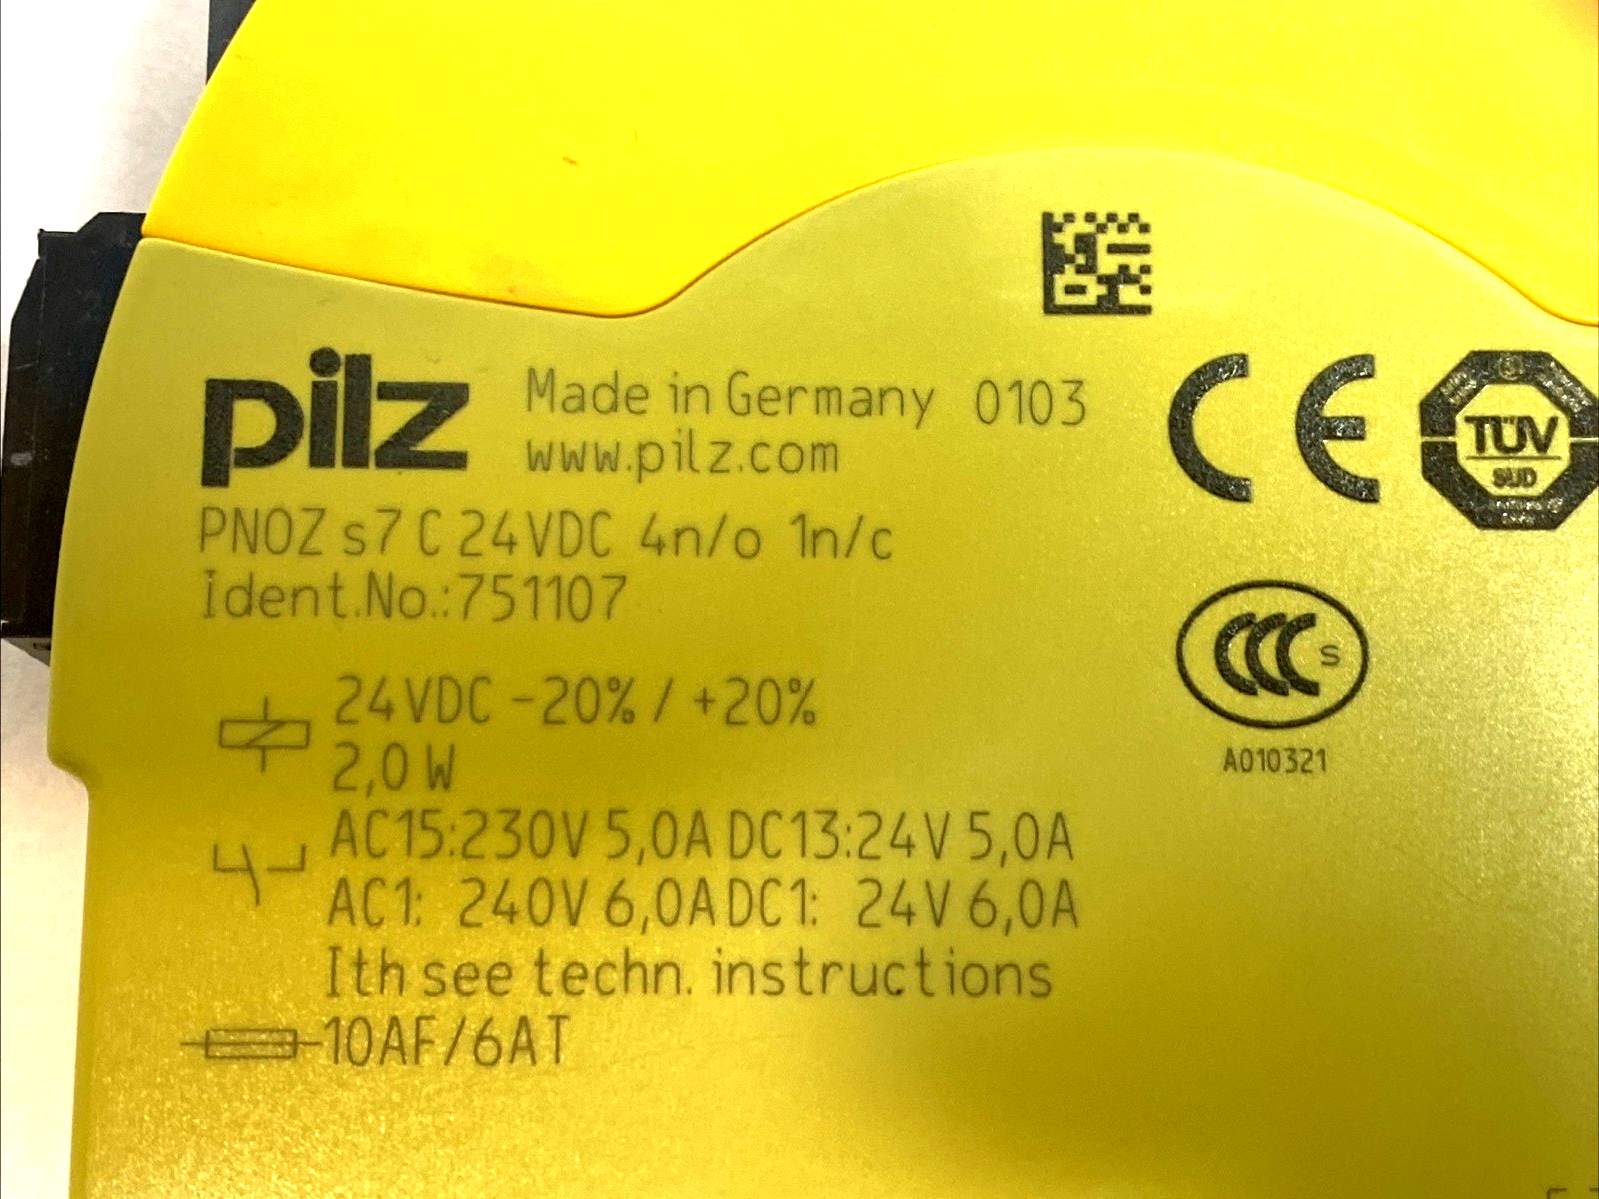 pilz Made in Germany 0103
www.pilz.com
PNOZ s7 C 24VDC 4n/o 1n/c
Ident.No.:751107
24VDC -20% / +20%
2,0 W
AC15:230V 5,0A DC13:24V 5,0A
AC1: 240V 6,0A DC1: 24V 6,0A
Ith see techn. instructions
10AF/6AT
CE
TÜV
SÜD
CCC S
A010321